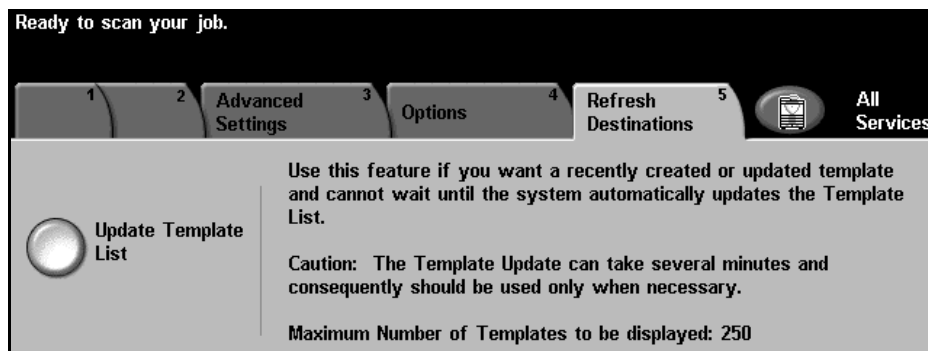 Ready to scan your job.
1 2 Advanced 3 Options 4 Refresh 5 All
Settings Destinations Services
Use this feature if you want a recently created or updated template
and cannot wait until the system automatically updates the Template
List.
Update Template
List
Caution: The Template Update can take several minutes and
consequently should be used only when necessary.
Maximum Number of Templates to be displayed: 250